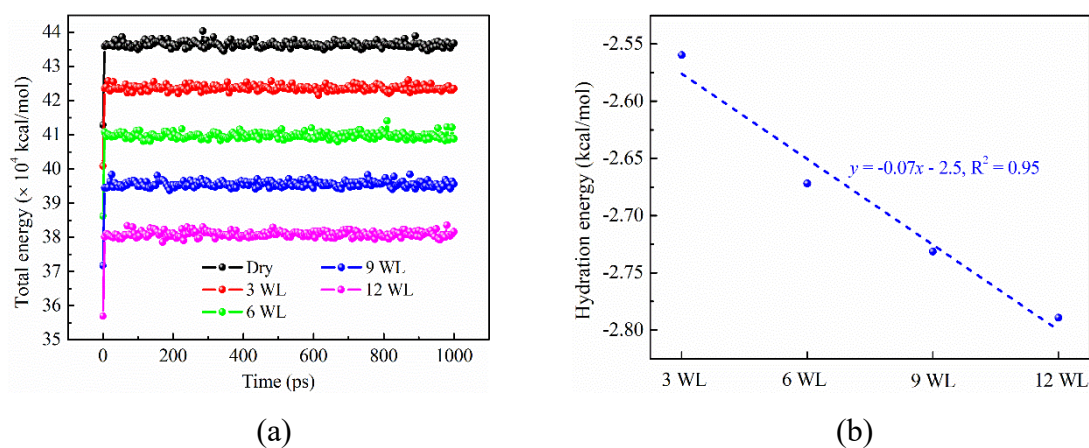 Total energy (× 10⁴ kcal/mol)
44
43
42
41
40
39
38
37
36
35
Dry
3 WL
6 WL
9 WL
12 WL
0
200
400
600
800
1000
Time (ps)
(a)
Hydration energy (kcal/mol)
-2.55
-2.60
-2.65
-2.70
-2.75
-2.80
y = -0.07x - 2.5, R² = 0.95
3 WL
6 WL
9 WL
12 WL
(b)